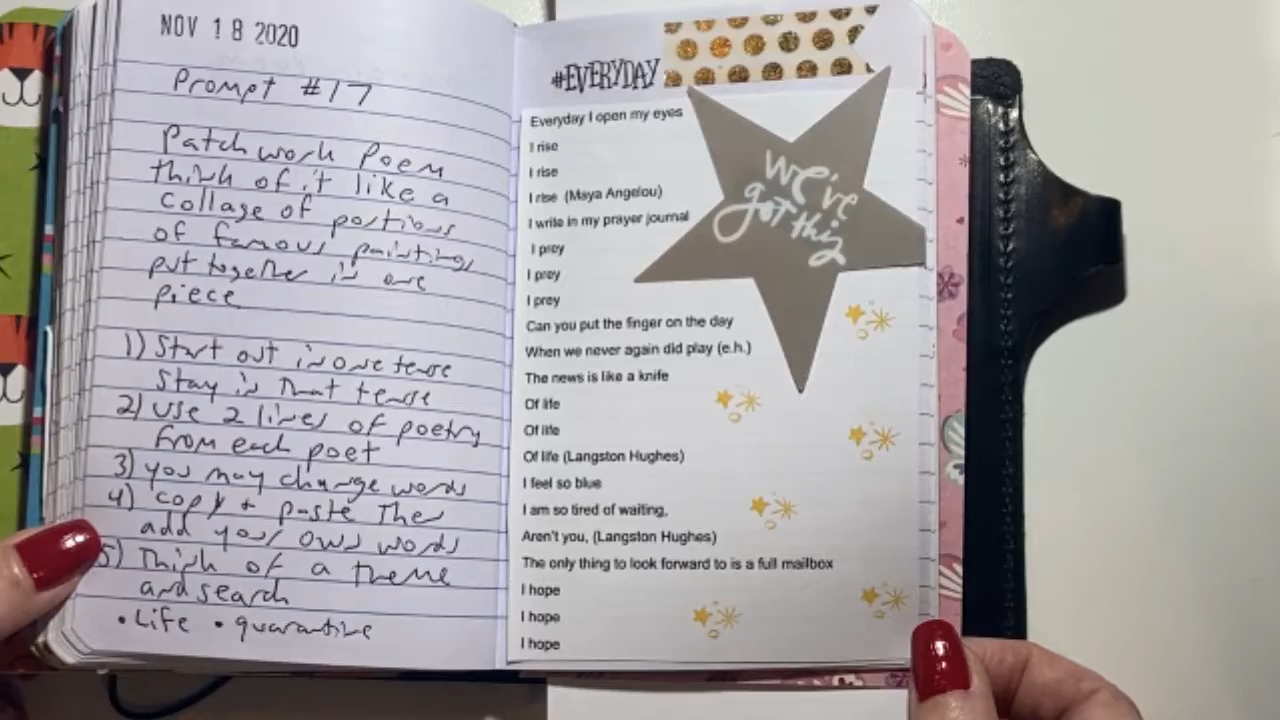 NOV 18 2020
Prompt #17
Patchwork Poem
think of it like a
collage of portions
of famous paintings
put together in one
piece
1) Start out in one tense
Stay in that tense
2) use 2 lines of poetry
from each poet
3) you may change words
4) copy + paste then
add your own words
5) Think of a theme
and search
• Life • quarantine
#EVERYDAY
Everyday I open my eyes
I rise
I rise
I rise (Maya Angelou)
I write in my prayer journal
I prey
I prey
I prey
Can you put the finger on the day
When we never again did play (e.h.)
The news is like a knife
Of life
Of life
Of life (Langston Hughes)
I feel so blue
I am so tired of waiting,
Aren't you, (Langston Hughes)
The only thing to look forward to is a full mailbox
I hope
I hope
I hope
we've
got this